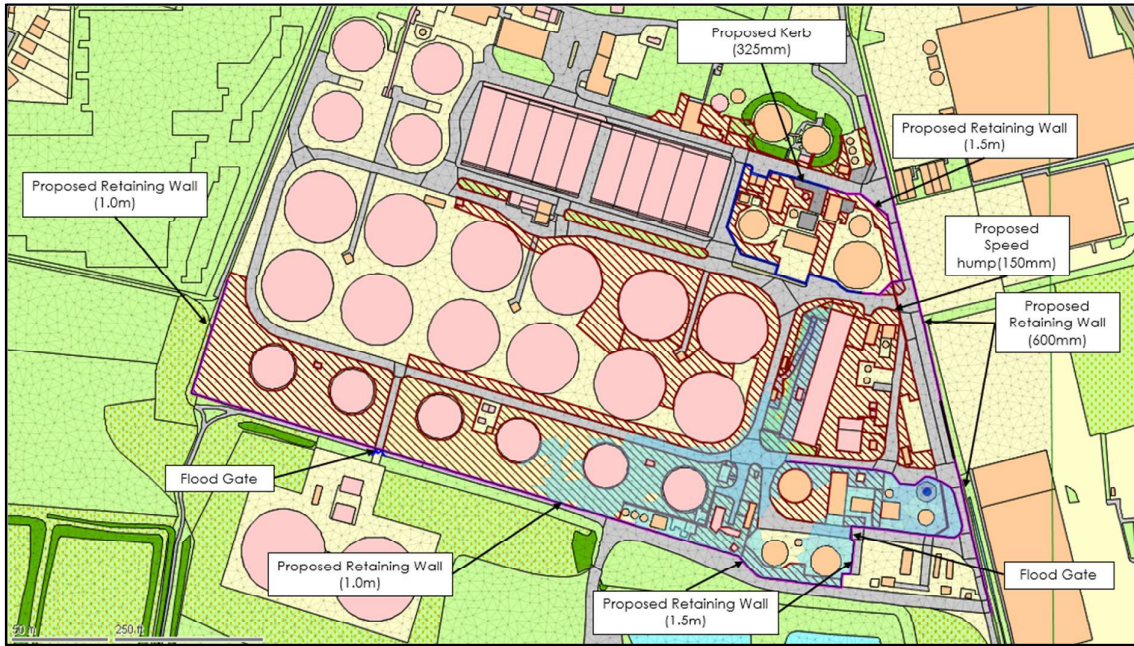 Proposed Kerb
(325mm)
Proposed Retaining Wall
(1.5m)
Proposed Retaining Wall
(1.0m)
Proposed
Speed
hump(150mm)
Proposed
Retaining Wall
(600mm)
Flood Gate
Proposed Retaining Wall
(1.0m)
Proposed Retaining Wall
(1.5m)
Flood Gate
50 m
250 ft